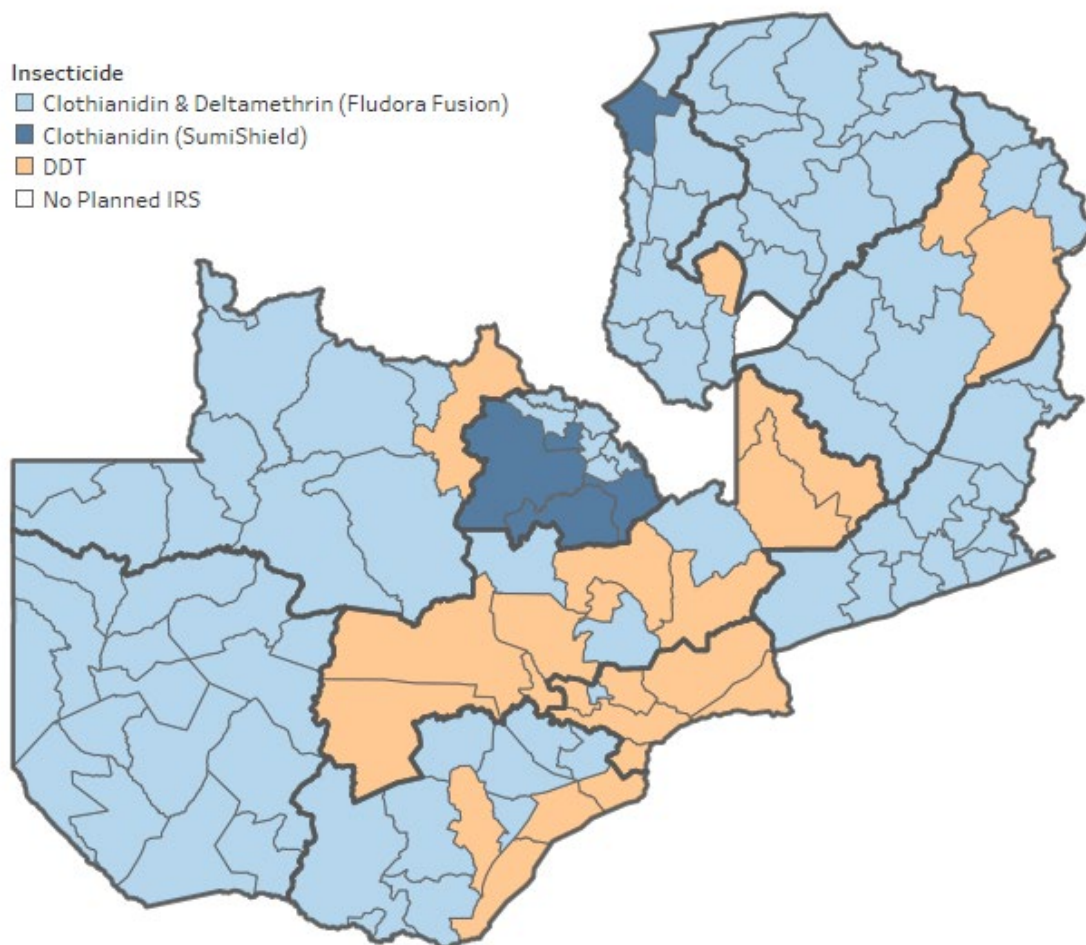 Insecticide
Clothianidin & Deltamethrin (Fludora Fusion)
Clothianidin (SumiShield)
DDT
No Planned IRS